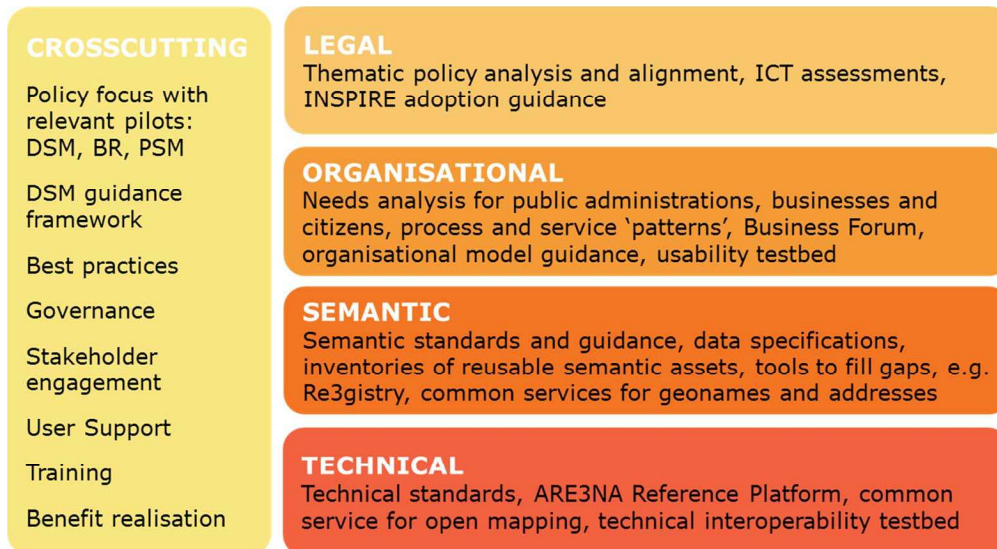 CROSSCUTTING
Policy focus with
relevant pilots:
DSM, BR, PSM
DSM guidance
framework
Best practices
Governance
Stakeholder
engagement
User Support
Training
Benefit realisation
LEGAL
Thematic policy analysis and alignment, ICT assessments,
INSPIRE adoption guidance
ORGANISATIONAL
Needs analysis for public administrations, businesses and
citizens, process and service ‘patterns’, Business Forum,
organisational model guidance, usability testbed
SEMANTIC
Semantic standards and guidance, data specifications,
inventories of reusable semantic assets, tools to fill gaps, e.g.
Re3gistry, common services for geonames and addresses
TECHNICAL
Technical standards, ARE3NA Reference Platform, common
service for open mapping, technical interoperability testbed